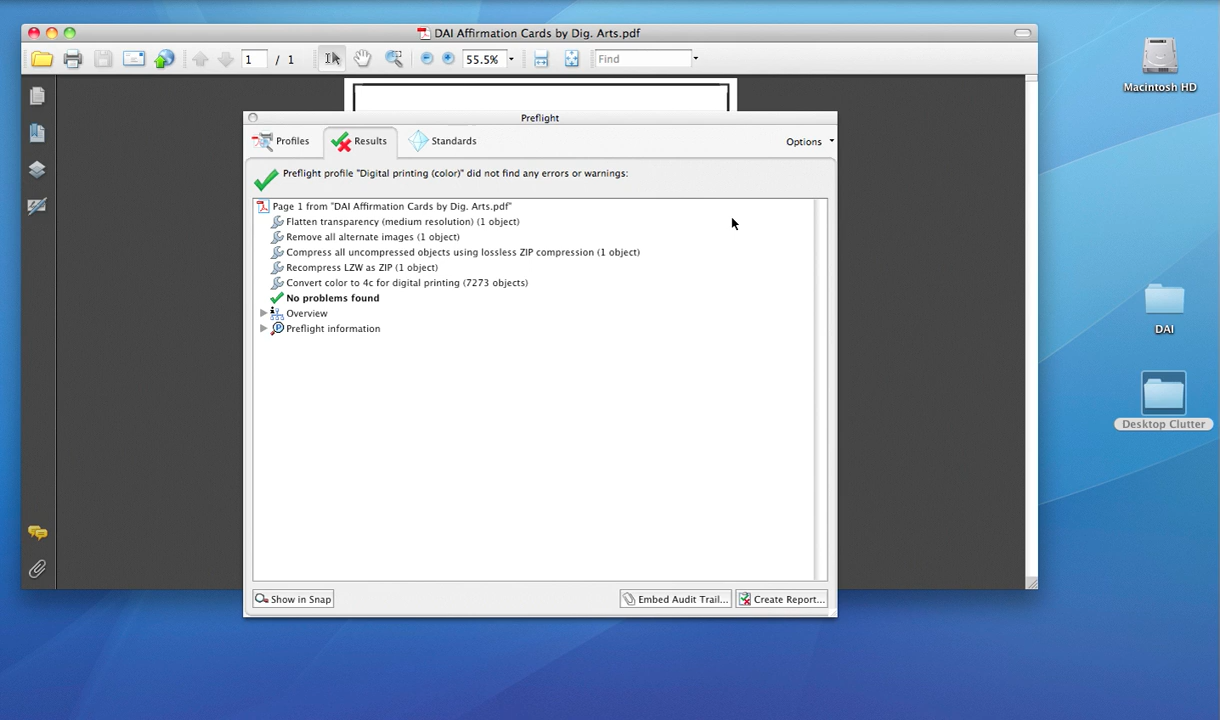 DAI Affirmation Cards by Dig. Arts.pdf
1 / 1
55.5%
Find
Macintosh HD
Preflight
Profiles
Results
Standards
Options
Preflight profile "Digital printing (color)" did not find any errors or warnings:
Page 1 from "DAI Affirmation Cards by Dig. Arts.pdf"
Flatten transparency (medium resolution) (1 object)
Remove all alternate images (1 object)
Compress all uncompressed objects using lossless ZIP compression (1 object)
Recompress LZW as ZIP (1 object)
Convert color to 4c for digital printing (7273 objects)
No problems found
Overview
Preflight information
DAI
Desktop Clutter
Show in Snap
Embed Audit Trail...
Create Report...